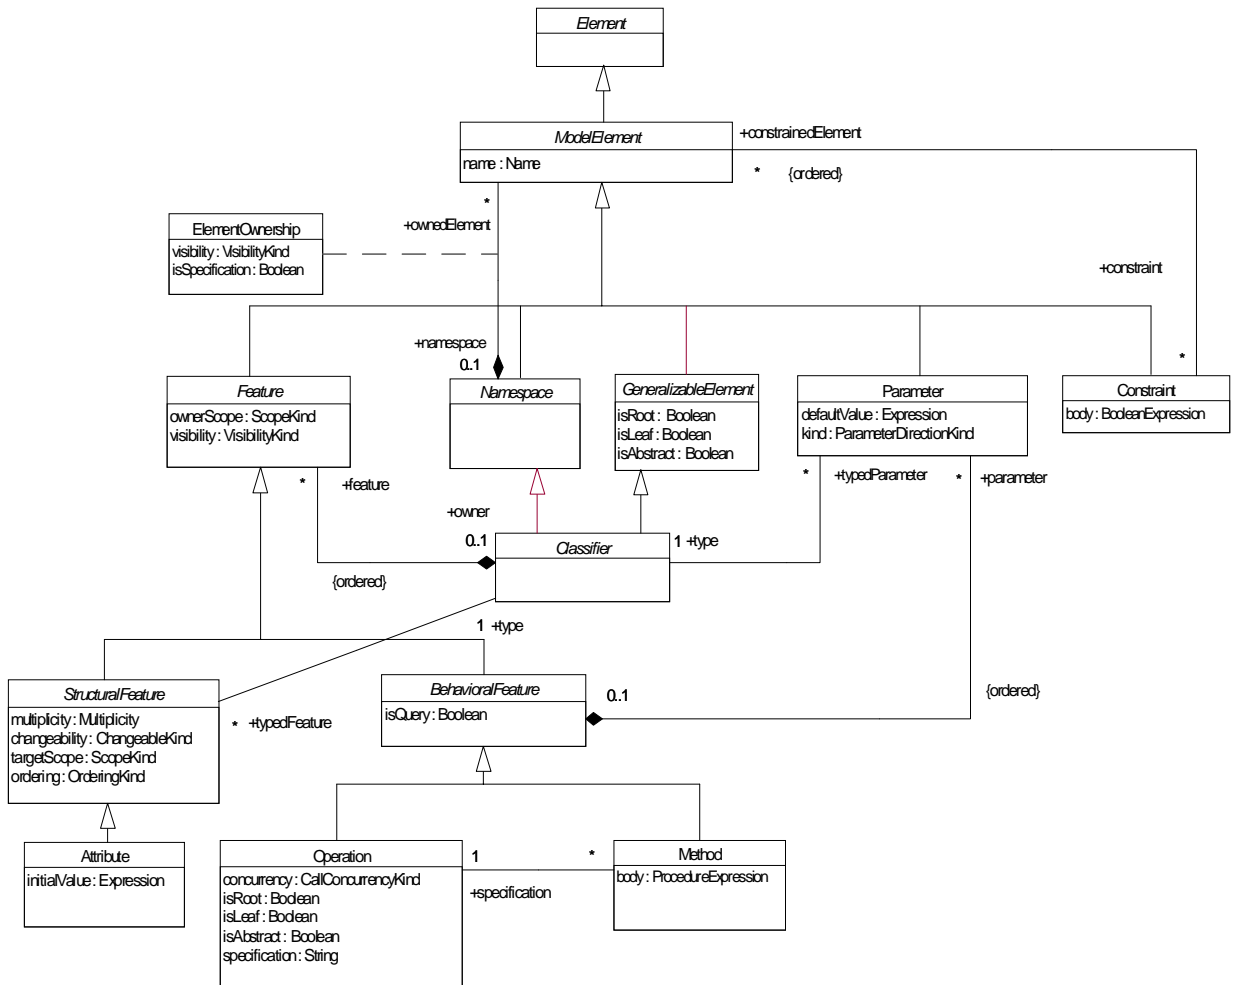 Element
ModelElement
name : Name
+constrainedElement
*
{ordered}
*
+ownedElement
ElementOwnership
visibility : VisibilityKind
isSpecification : Boolean
+constraint
*
+namespace
0..1
Feature
ownerScope : ScopeKind
visibility : VisibilityKind
Namespace
GeneralizableElement
isRoot : Boolean
isLeaf : Boolean
isAbstract : Boolean
Parameter
defaultValue : Expression
kind : ParameterDirectionKind
Constraint
body : BooleanExpression
*
+feature
*
+typedParameter
*
+parameter
+owner
0..1
Classifier
1
+type
{ordered}
1
+type
StructuralFeature
multiplicity : Multiplicity
changeability : ChangeableKind
targetScope : ScopeKind
ordering : OrderingKind
*
+typedFeature
BehavioralFeature
isQuery : Boolean
0..1
{ordered}
Attribute
initialValue : Expression
Operation
concurrency : CallConcurrencyKind
isRoot : Boolean
isLeaf : Boolean
isAbstract : Boolean
specification : String
1
*
+specification
Method
body : ProcedureExpression